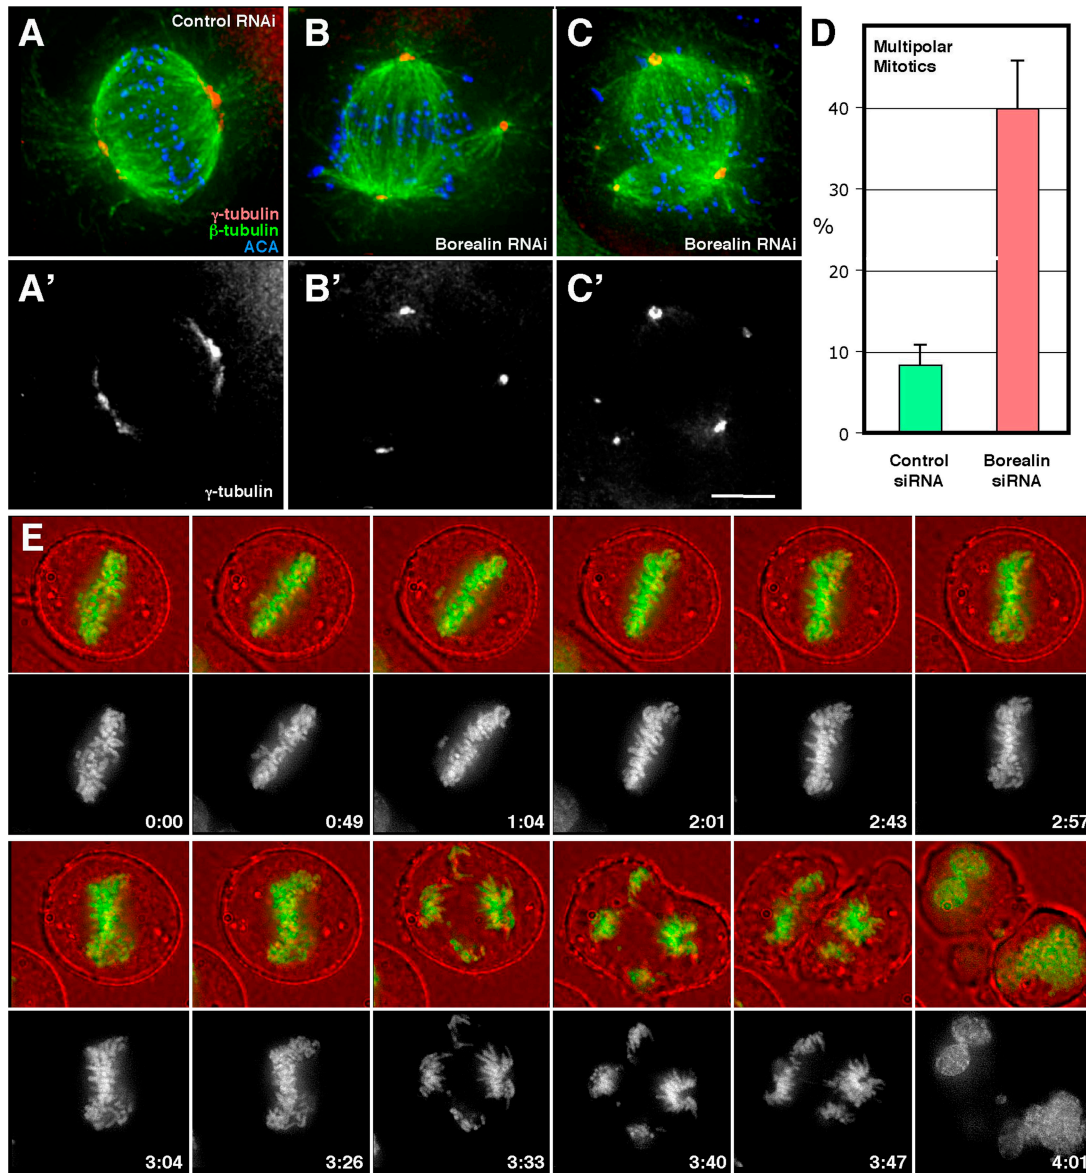 A
Control RNAi
γ-tubulin
β-tubulin
ACA
B
Borealin RNAi
C
Borealin RNAi
D
Multipolar
Mitotics
%
40
30
20
10
0
Control
siRNA
Borealin
siRNA
A’
γ-tubulin
B’
C’
E
0:00
0:49
1:04
2:01
2:43
2:57
3:04
3:26
3:33
3:40
3:47
4:01